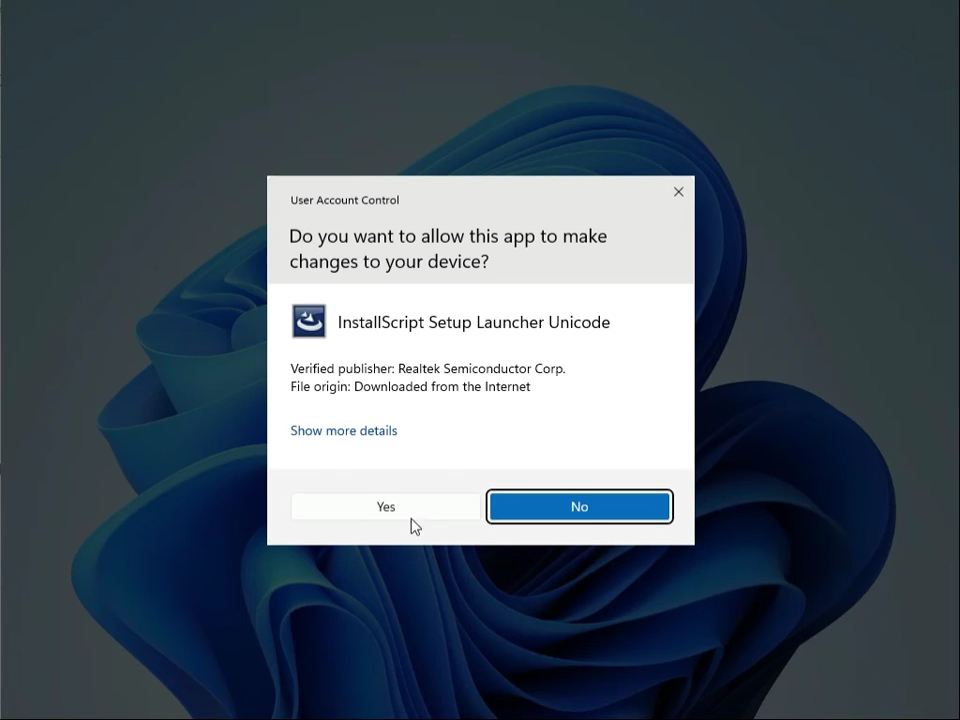 User Account Control
Do you want to allow this app to make
changes to your device?
InstallScript Setup Launcher Unicode
Verified publisher: Realtek Semiconductor Corp.
File origin: Downloaded from the Internet
Show more details
Yes No